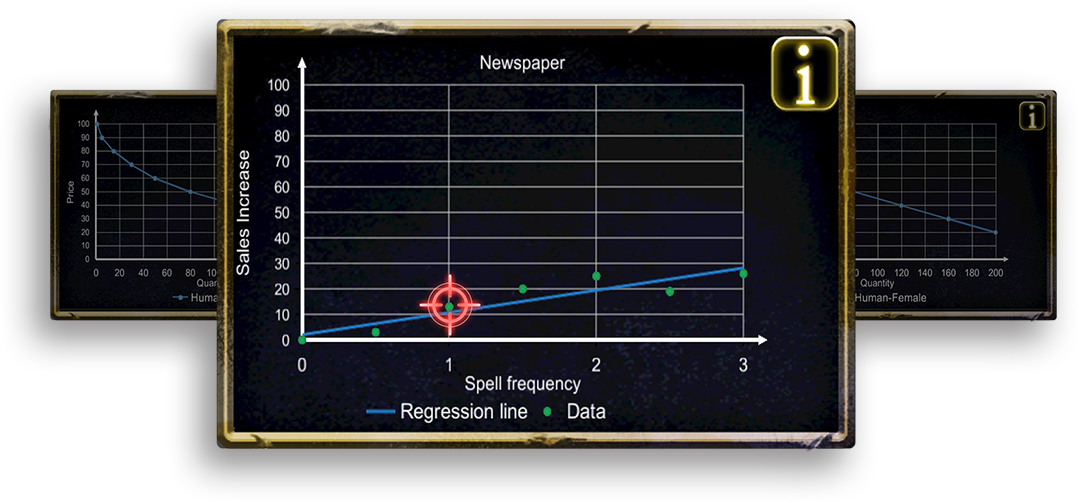 Newspaper
i
100
90
80
70
60
50
40
30
20
10
0
Sales Increase
0 1 2 3
Spell frequency
Regression line Data
100
90
80
70
60
50
40
30
20
10
0
Price
0 20 40 60 80
i
80 100 120 140 160 180 200
Quantity
Human-Female